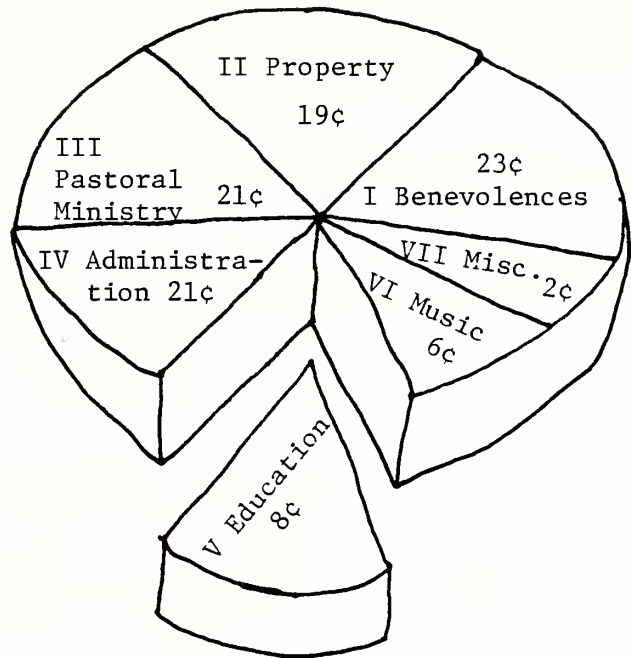 II Property
19¢
23¢
I Benevolences
III
Pastoral
Ministry 21¢
IV Administra-
tion 21¢
VII Misc. 2¢
VI Music
6¢
V Education
8¢